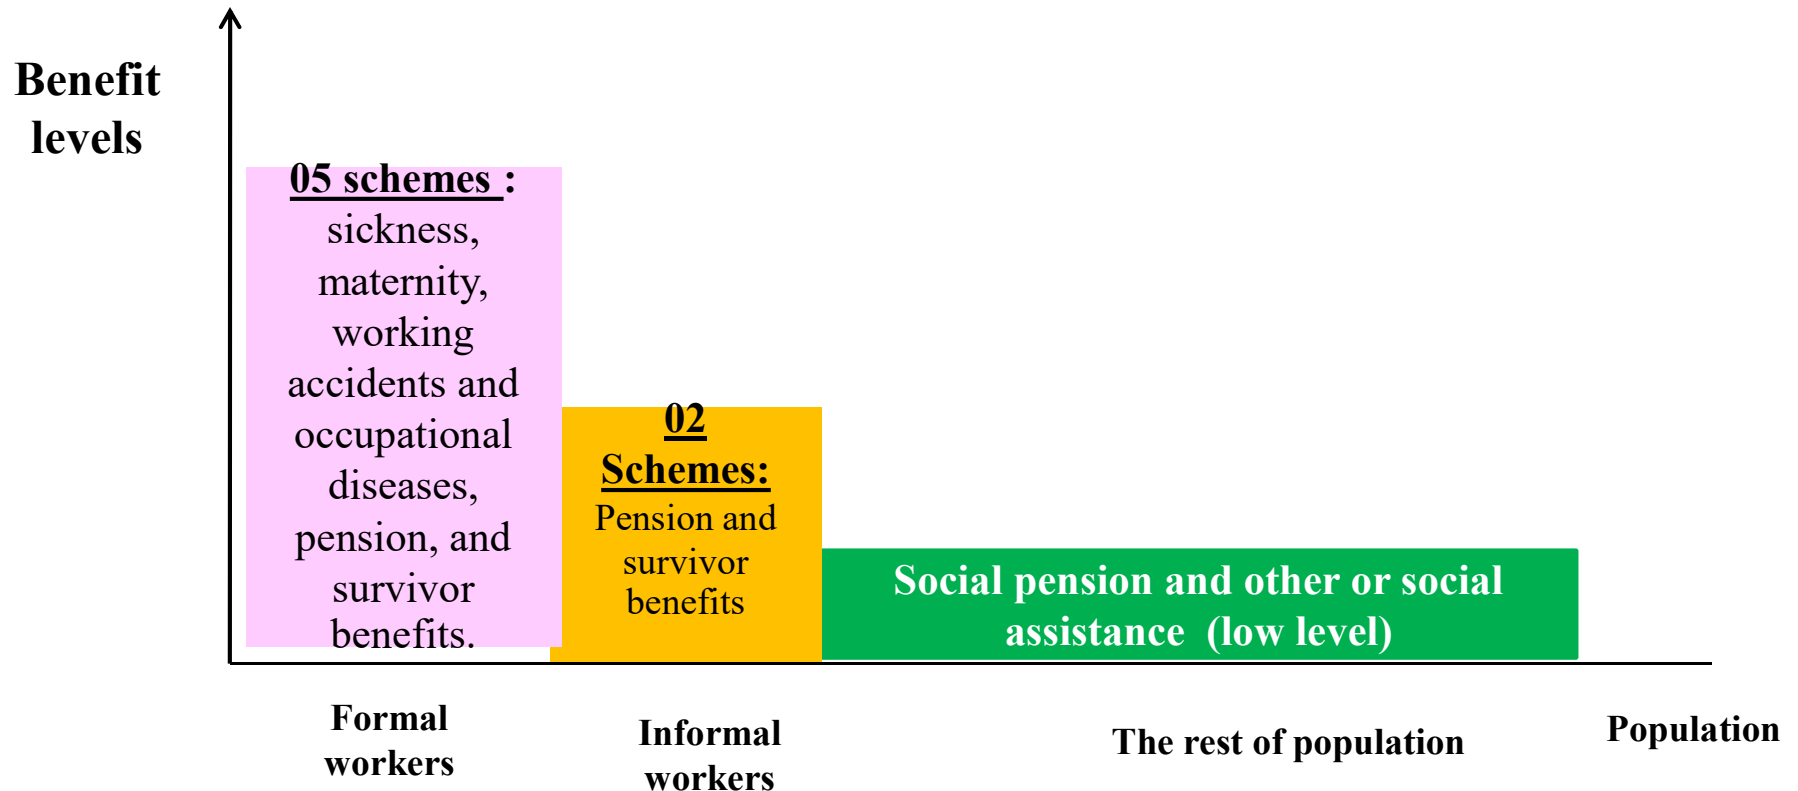 Benefit
levels
05 schemes :
sickness,
maternity,
working
accidents and
occupational
diseases,
pension, and
survivor
benefits.
02
Schemes:
Pension and
survivor
benefits
Social pension and other or social
assistance (low level)
Formal
workers
Informal
workers
The rest of population
Population